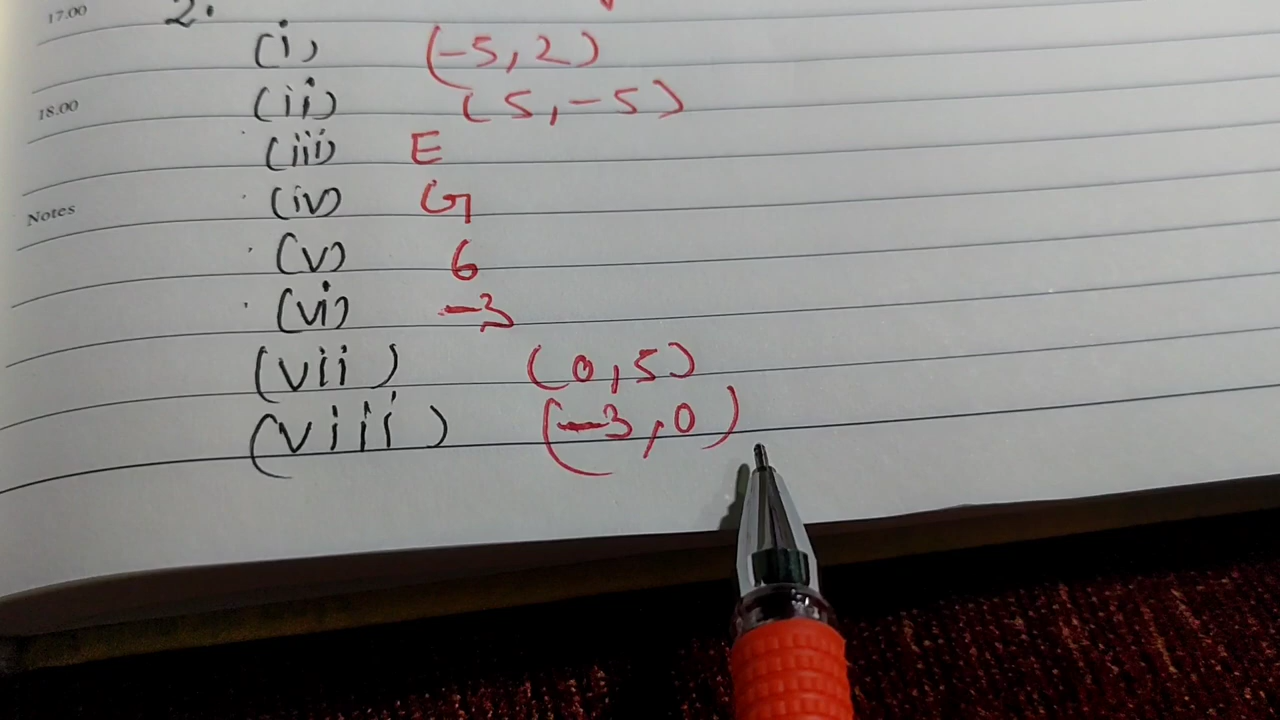 17.00 2.
(i) (-5, 2)
18.00 (ii) (5, -5)
(iii) E
Notes (iv) G
(v) 6
(vi) -3
(vii) (0, 5)
(viii) (-3, 0)